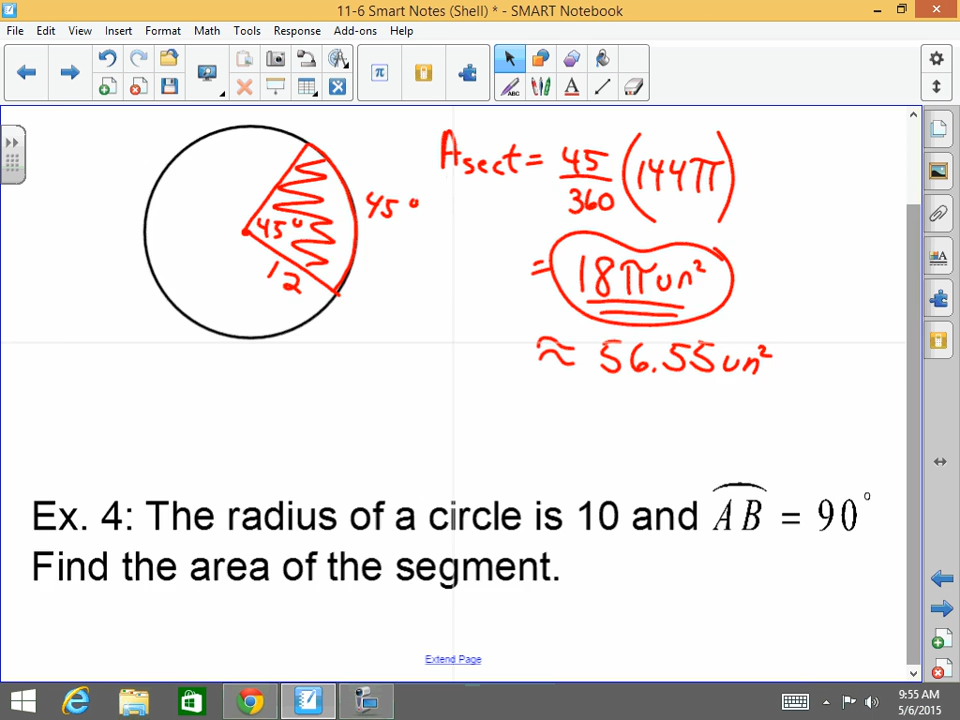 11-6 Smart Notes (Shell) * - SMART Notebook
File Edit View Insert Format Math Tools Response Add-ons Help
π
ABC
A
45°
45°
12
Asect = 45/360 (144π)
= 18π un²
≈ 56.55 un²
Ex. 4: The radius of a circle is 10 and AB = 90°
Find the area of the segment.
Extend Page
9:55 AM
5/6/2015